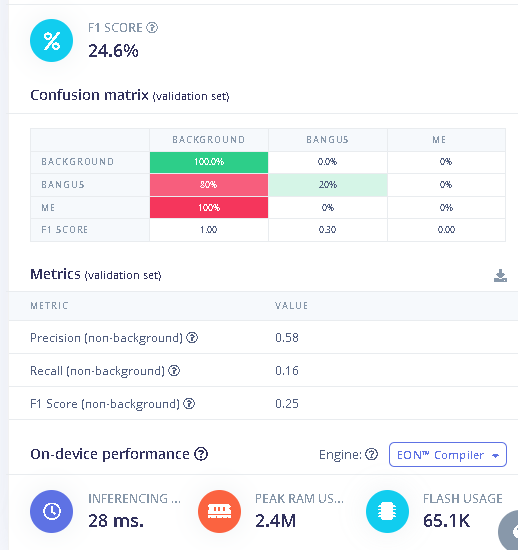 F1 SCORE
24.6%
Confusion matrix (validation set)
BACKGROUND BANGUS ME
BACKGROUND 100.0% 0.0% 0%
BANGUS 80% 20% 0%
ME 100% 0% 0%
F1 SCORE 1.00 0.30 0.00
Metrics (validation set)
METRIC VALUE
Precision (non-background) 0.58
Recall (non-background) 0.16
F1 Score (non-background) 0.25
On-device performance Engine: EON™ Compiler
INFERENCING ... PEAK RAM US... FLASH USAGE
28 ms. 2.4M 65.1K